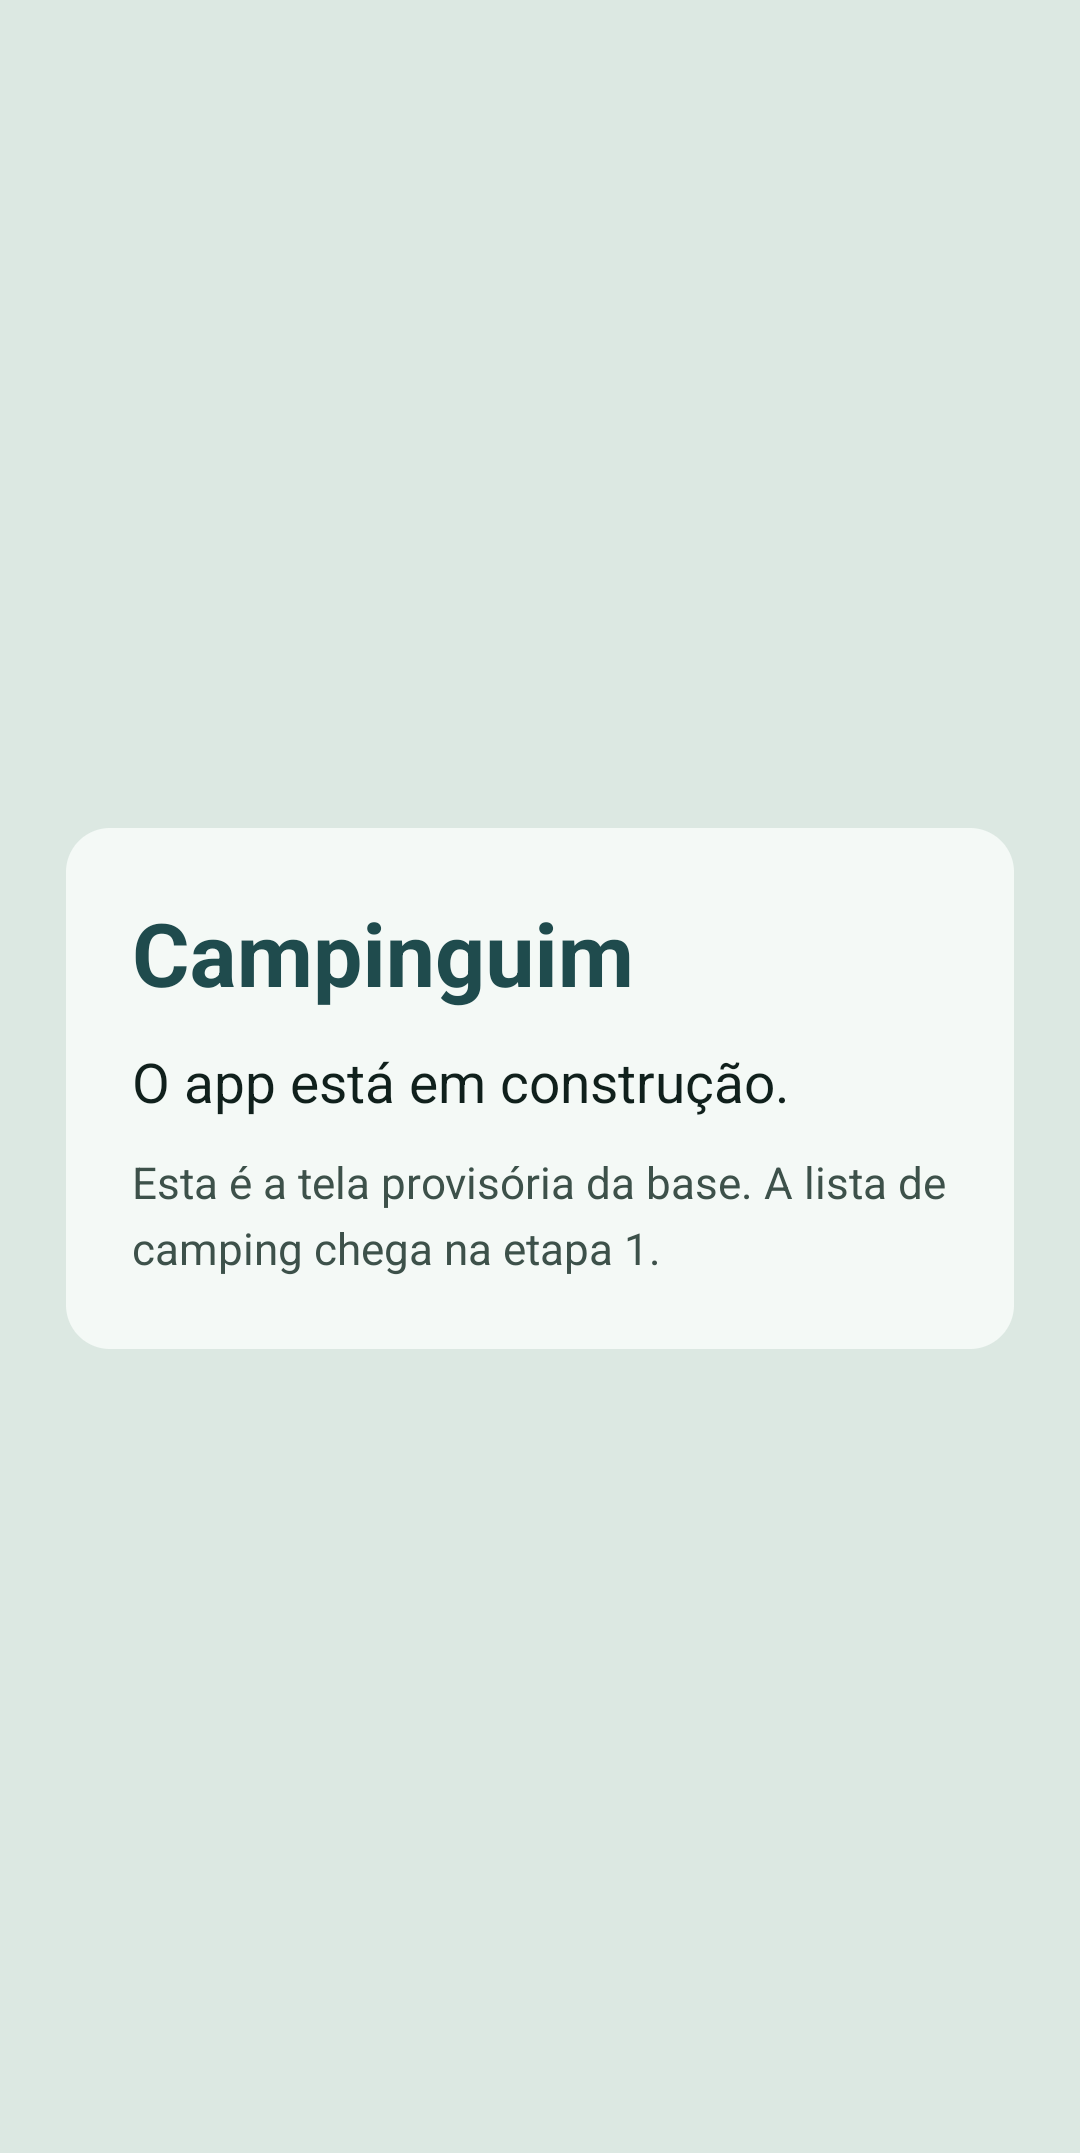 Campinguim
O app está em construção.
Esta é a tela provisória da base. A lista de
camping chega na etapa 1.